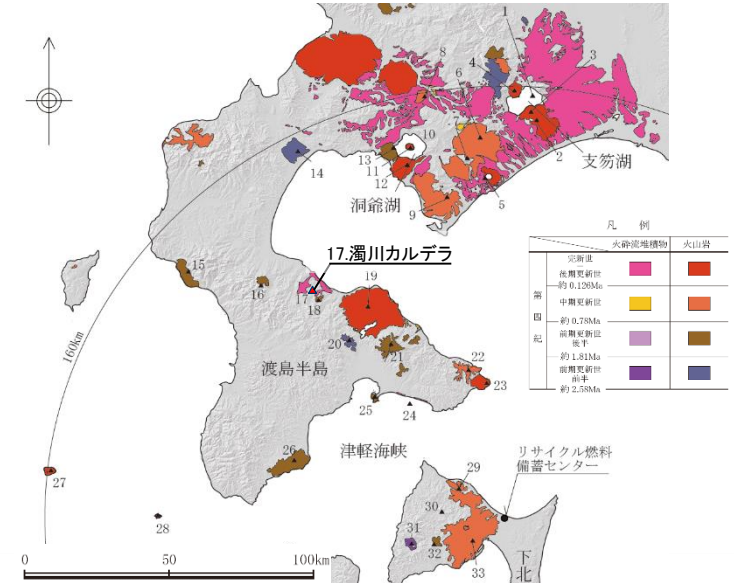 1
8
6
3
4
支笏湖
10
2
13
11
14
12
洞爺湖
5
9
凡 例
火砕流堆積物 火山岩
完新世
後期更新世
約0.126Ma
第四紀
中期更新世
約0.78Ma
前期更新世
後半
約1.81Ma
前期更新世
前半
約2.58Ma
17.濁川カルデラ
15
16
17
19
18
160km
20
21
渡島半島
22
23
25
24
津軽海峡
26
リサイクル燃料
備蓄センター
27
29
30
28
31
32
33
下北
0 50 100km